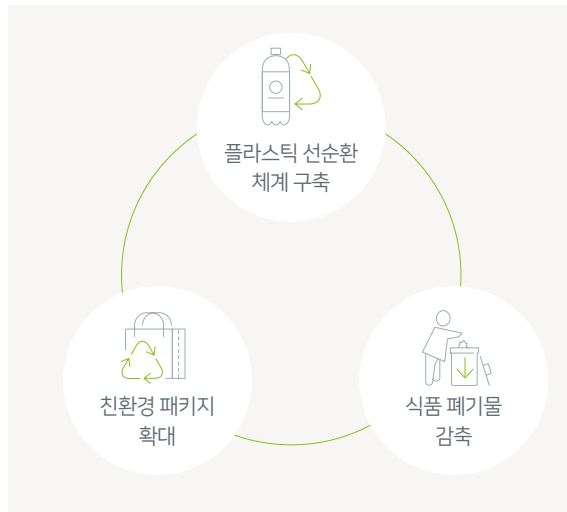 플라스틱 선순환
체계 구축
친환경 패키지
확대
식품 폐기물
감축